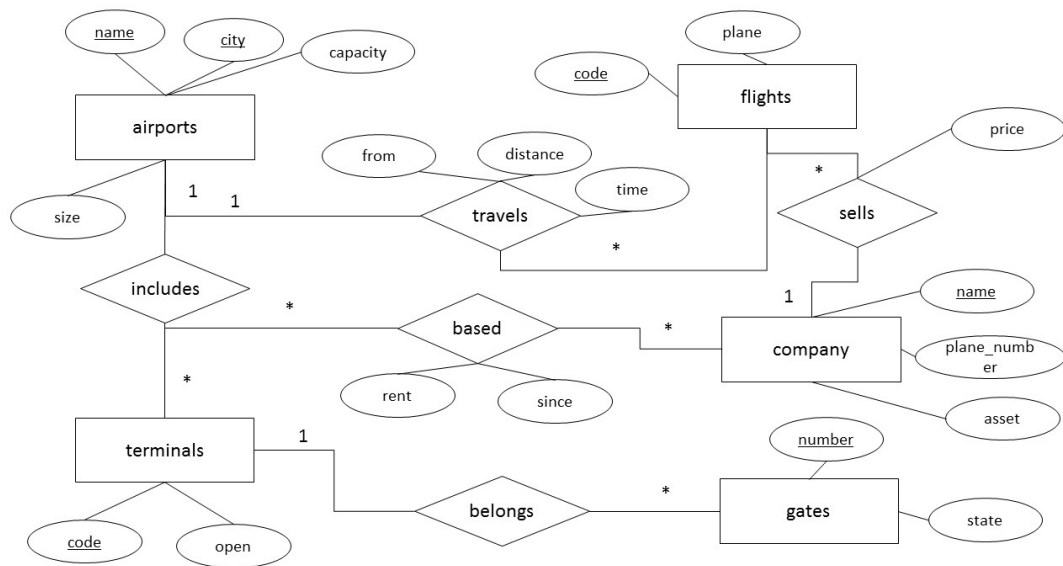 plane
name
city
capacity
code
flights
airports
price
from
distance
time
1
1
*
size
travels
sells
*
includes
name
*
based
*
1
company
plane_numb
er
*
rent
since
asset
terminals
1
number
belongs
*
gates
state
code
open